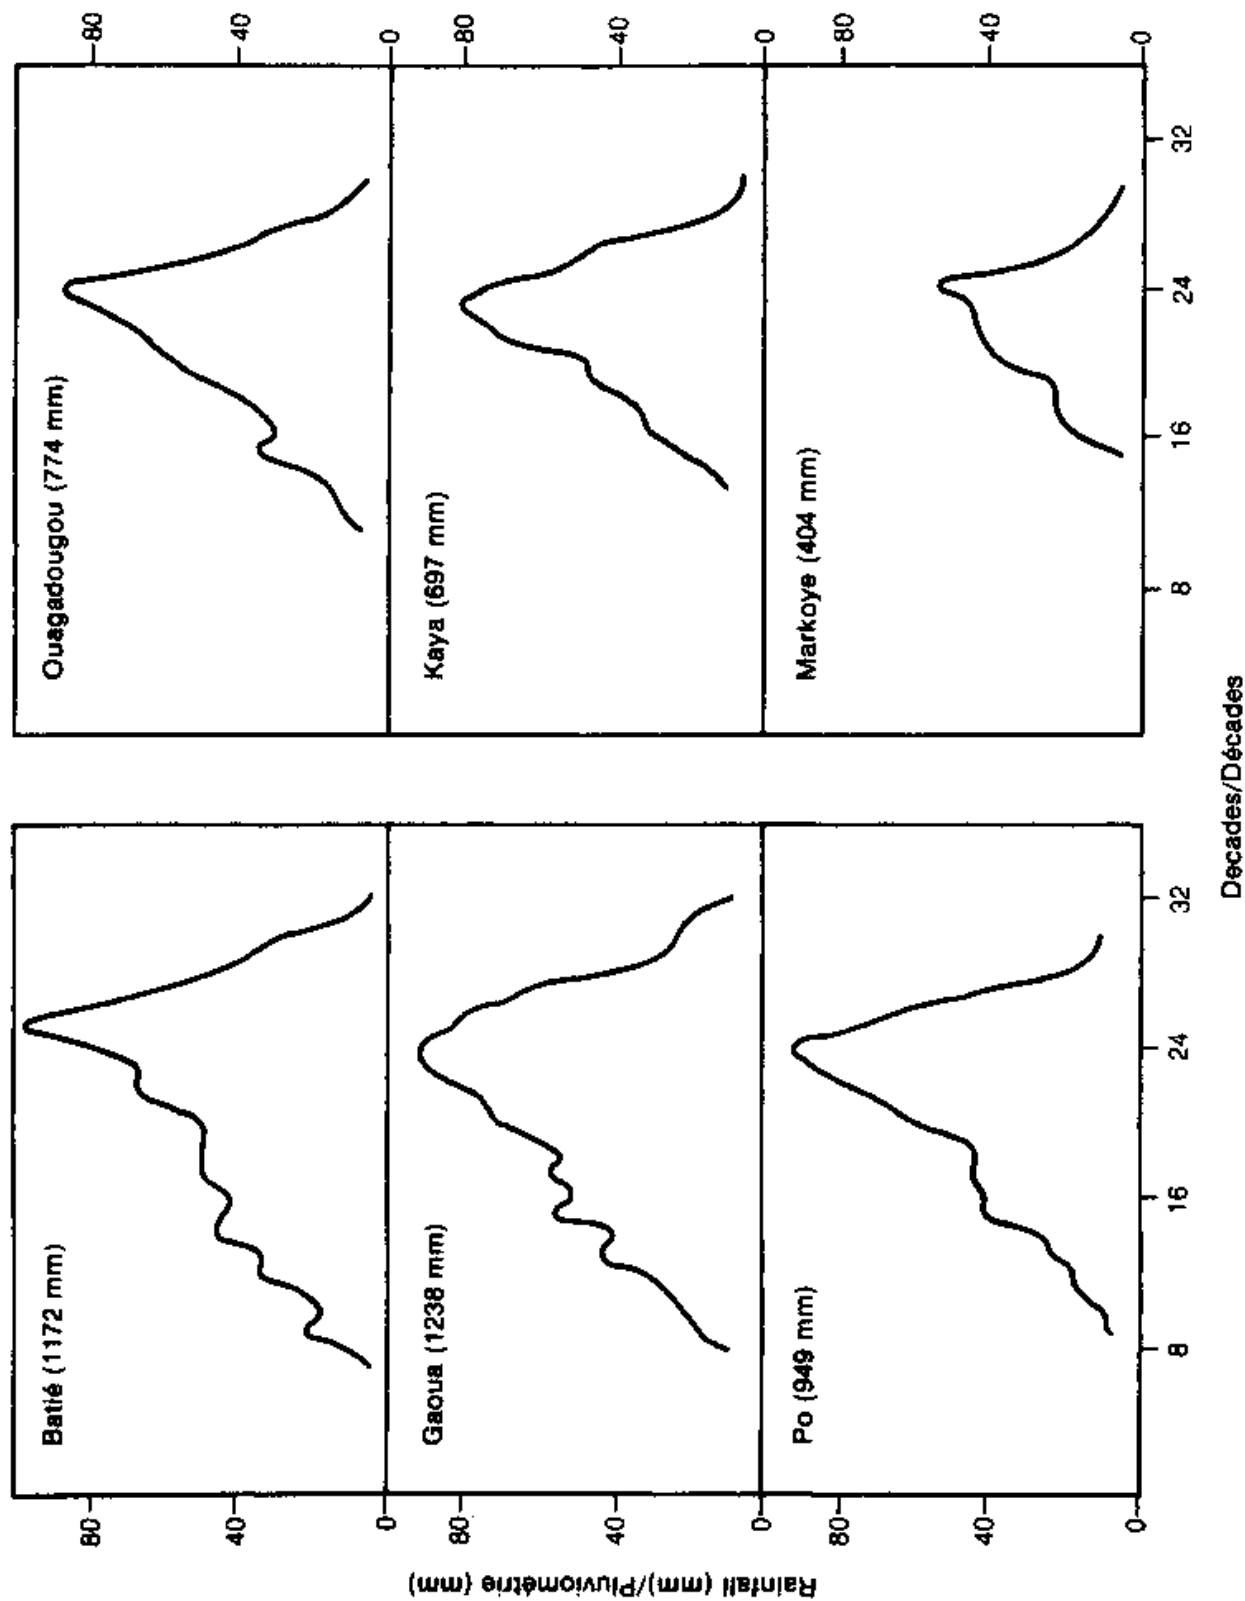 Batié (1172 mm)
Ouagadougou (774 mm)
80
40
0
80
40
0
Gaoua (1238 mm)
Kaya (697 mm)
80
40
0
80
40
0
Po (949 mm)
Markoye (404 mm)
80
40
0
80
40
0
Rainfall (mm)/Pluviométrie (mm)
8 16 24 32 8 16 24 32
Decades/Décades